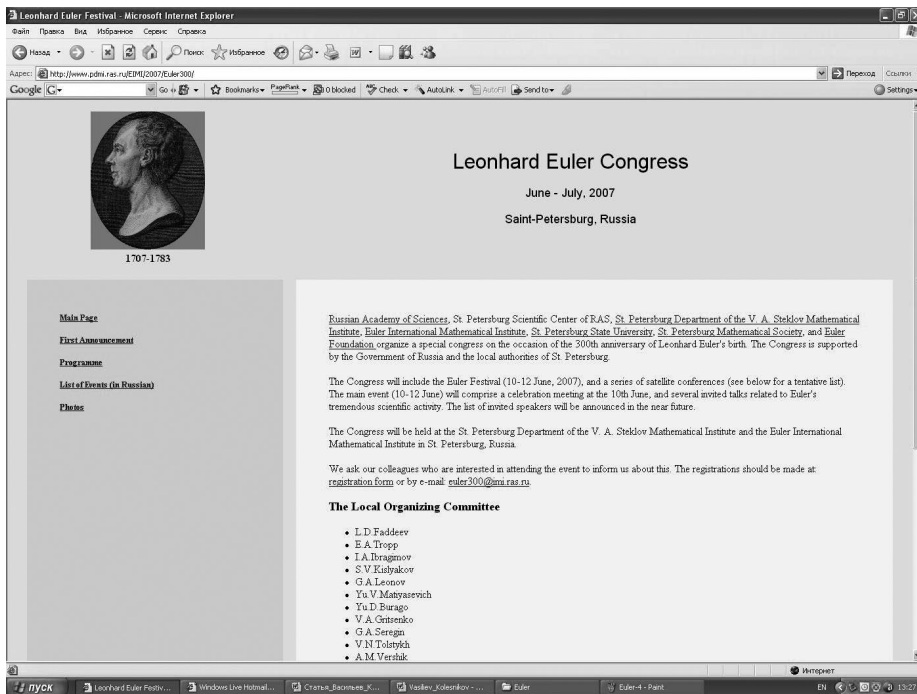 Leonhard Euler Festival - Microsoft Internet Explorer
Файл Правка Вид Избранное Сервис Справка
Назад Поиск Избранное
Адрес: http://www.pdmi.ras.ru/EIMI/2007/Euler300/ Переход Ссылки
Google G Go Bookmarks PageRank 0 blocked Check AutoLink AutoFill Send to Settings
Leonhard Euler Congress
June - July, 2007
Saint-Petersburg, Russia
1707-1783
Main Page
First Announcement
Programme
List of Events (in Russian)
Photos
Russian Academy of Sciences, St. Petersburg Scientific Center of RAS, St. Petersburg Department of the V. A. Steklov Mathematical
Institute, Euler International Mathematical Institute, St. Petersburg State University, St. Petersburg Mathematical Society, and Euler
Foundation organize a special congress on the occasion of the 300th anniversary of Leonhard Euler's birth. The Congress is supported
by the Government of Russia and the local authorities of St. Petersburg.
The Congress will include the Euler Festival (10-12 June, 2007), and a series of satellite conferences (see below for a tentative list).
The main event (10-12 June) will comprise a celebration meeting at the 10th June, and several invited talks related to Euler's
tremendous scientific activity. The list of invited speakers will be announced in the near future.
The Congress will be held at the St. Petersburg Department of the V. A. Steklov Mathematical Institute and the Euler International
Mathematical Institute in St. Petersburg, Russia.
We ask our colleagues who are interested in attending the event to inform us about this. The registrations should be made at:
registration form or by e-mail: euler300@imi.ras.ru.
The Local Organizing Committee
L.D.Faddeev
E.A.Tropp
I.A.Ibragimov
S.V.Kislyakov
G.A.Leonov
Yu.V.Matiyasevich
Yu.D.Burago
V.A.Gritsenko
G.A.Seregin
V.N.Tolstykh
A.M.Vershik
Интернет
пуск Leonhard Euler Festiv... Windows Live Hotmail... Статья_Васильев_К... Vasiliev_Kolesnikov - ... Euler Euler-4 - Paint EN 13:27